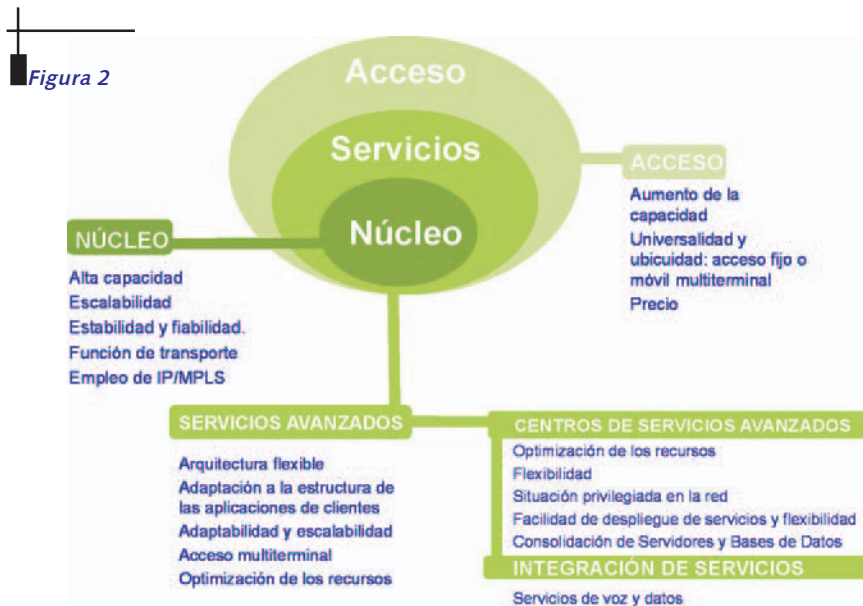 Figura 2
Acceso
Servicios
Núcleo
ACCESO
Aumento de la
capacidad
Universalidad y
ubicuidad: acceso fijo o
móvil multiterminal
Precio
NÚCLEO
Alta capacidad
Escalabilidad
Estabilidad y fiabilidad.
Función de transporte
Empleo de IP/MPLS
SERVICIOS AVANZADOS
Arquitectura flexible
Adaptación a la estructura de
las aplicaciones de clientes
Adaptabilidad y escalabilidad
Acceso multiterminal
Optimización de los recursos
CENTROS DE SERVICIOS AVANZADOS
Optimización de los recursos
Flexibilidad
Situación privilegiada en la red
Facilidad de despliegue de servicios y flexibilidad
Consolidación de Servidores y Bases de Datos
INTEGRACIÓN DE SERVICIOS
Servicios de voz y datos